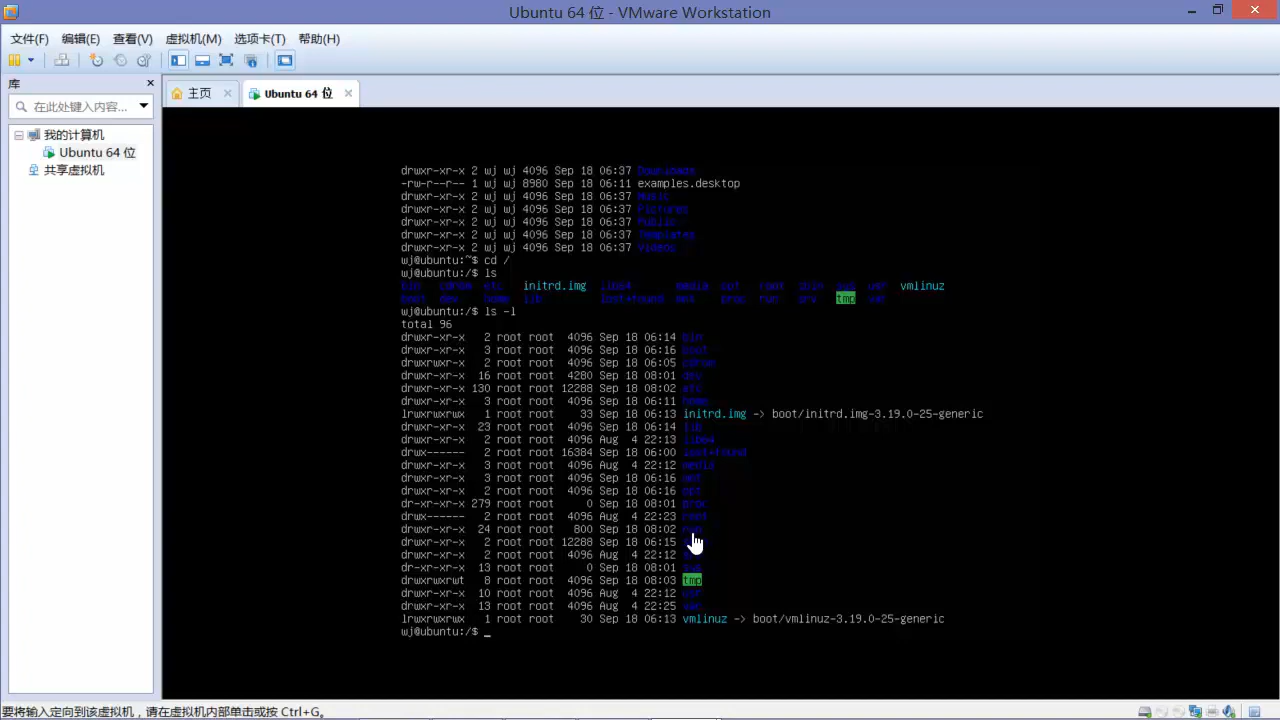 Ubuntu 64 位 - VMware Workstation
文件(F) 编辑(E) 查看(V) 虚拟机(M) 选项卡(T) 帮助(H)
库
主页
Ubuntu 64 位
在此处键入内容...
我的计算机
Ubuntu 64 位
共享虚拟机
drwxr-xr-x 2 wj wj 4096 Sep 18 06:37 Downloads
-rw-r--r-- 1 wj wj 8980 Sep 18 06:11 examples.desktop
drwxr-xr-x 2 wj wj 4096 Sep 18 06:37 Music
drwxr-xr-x 2 wj wj 4096 Sep 18 06:37 Pictures
drwxr-xr-x 2 wj wj 4096 Sep 18 06:37 Public
drwxr-xr-x 2 wj wj 4096 Sep 18 06:37 Templates
drwxr-xr-x 2 wj wj 4096 Sep 18 06:37 Videos
wj@ubuntu:~$ cd /
wj@ubuntu:/$ ls
bin cdrom etc initrd.img lib64 media opt root sbin sys usr vmlinuz
boot dev home lib lost+found mnt proc run srv tmp var
wj@ubuntu:/$ ls -l
total 96
drwxr-xr-x 2 root root 4096 Sep 18 06:14 bin
drwxr-xr-x 3 root root 4096 Sep 18 06:16 boot
drwxrwxr-x 2 root root 4096 Sep 18 06:05 cdrom
drwxr-xr-x 16 root root 4280 Sep 18 08:01 dev
drwxr-xr-x 130 root root 12288 Sep 18 08:02 etc
drwxr-xr-x 3 root root 4096 Sep 18 06:11 home
lrwxrwxrwx 1 root root 33 Sep 18 06:13 initrd.img -> boot/initrd.img-3.19.0-25-generic
drwxr-xr-x 23 root root 4096 Sep 18 06:14 lib
drwxr-xr-x 2 root root 4096 Aug 4 22:13 lib64
drwx------ 2 root root 16384 Sep 18 06:00 lost+found
drwxr-xr-x 3 root root 4096 Aug 4 22:12 media
drwxr-xr-x 3 root root 4096 Sep 18 06:16 mnt
drwxr-xr-x 2 root root 4096 Sep 18 06:16 opt
dr-xr-xr-x 279 root root 0 Sep 18 08:01 proc
drwx------ 2 root root 4096 Aug 4 22:23 root
drwxr-xr-x 24 root root 800 Sep 18 08:02 run
drwxr-xr-x 2 root root 12288 Sep 18 06:15
drwxr-xr-x 2 root root 4096 Aug 4 22:12
dr-xr-xr-x 13 root root 0 Sep 18 08:01 sys
drwxrwxrwt 8 root root 4096 Sep 18 08:03 tmp
drwxr-xr-x 10 root root 4096 Aug 4 22:12 usr
drwxr-xr-x 13 root root 4096 Aug 4 22:25 var
lrwxrwxrwx 1 root root 30 Sep 18 06:13 vmlinuz -> boot/vmlinuz-3.19.0-25-generic
wj@ubuntu:/$ _
要将输入定向到该虚拟机，请在虚拟机内部单击或按 Ctrl+G。